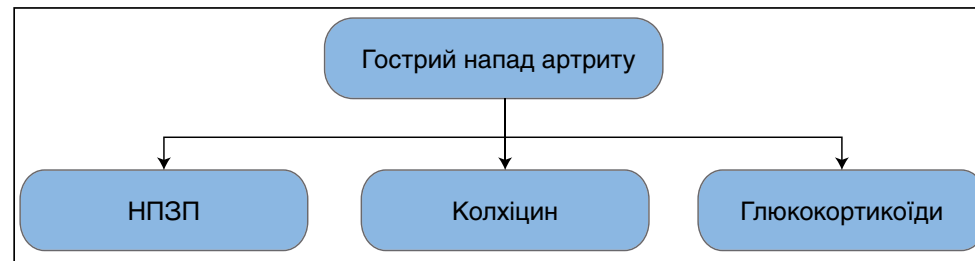 Гострий напад артриту
НПЗП
Колхіцин
Глюкокортикоїди